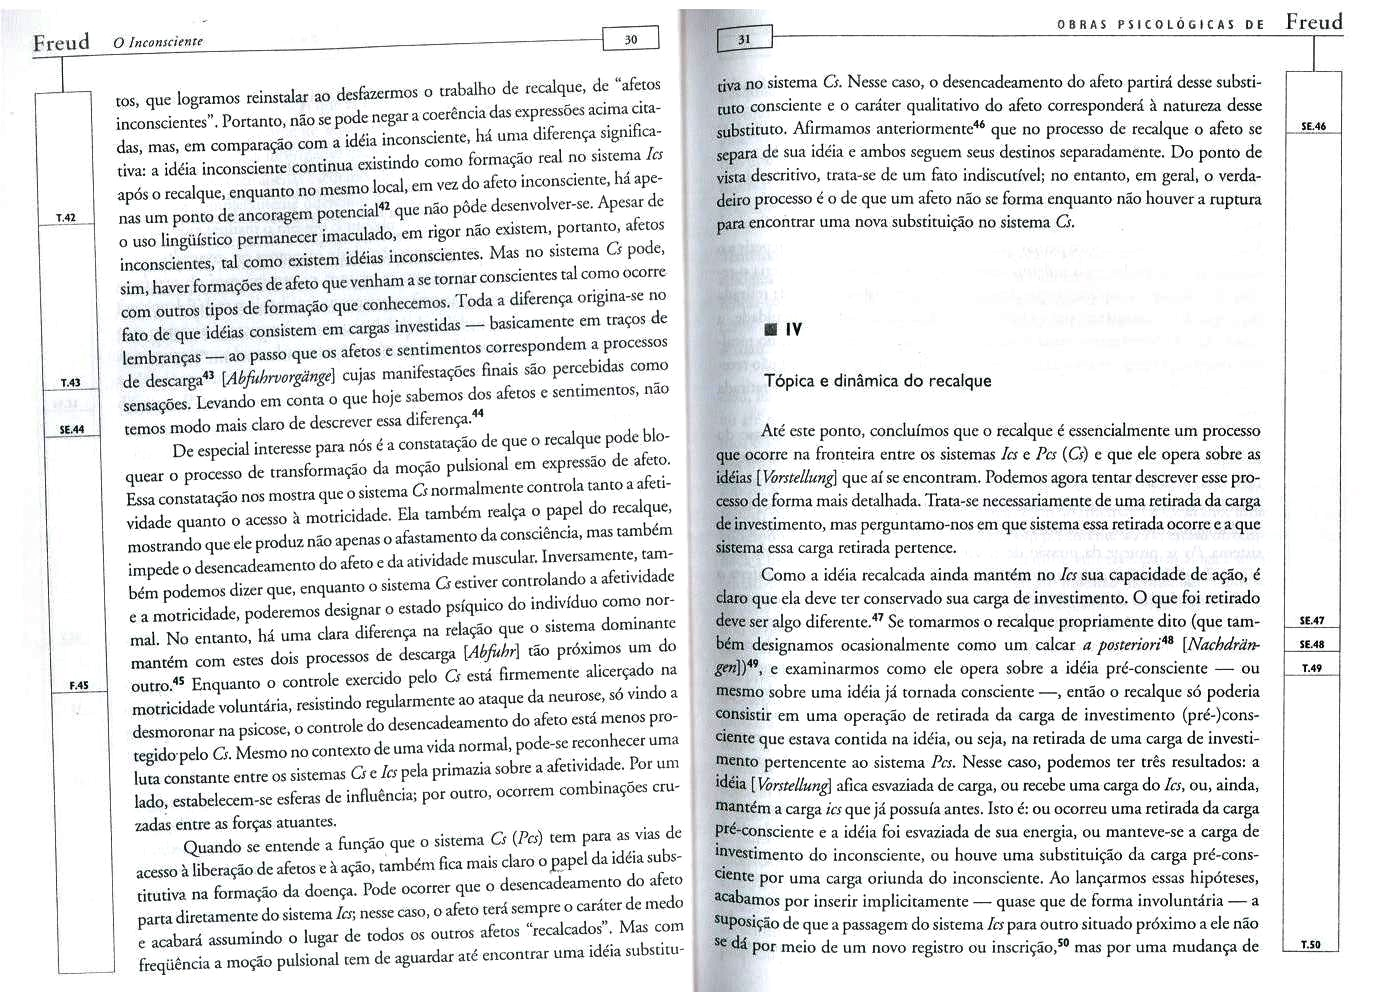 Freud O Inconsciente 30
tos, que logramos reinstalar ao desfazermos o trabalho de recalque, de “afetos
inconscientes”. Portanto, não se pode negar a coerência das expressões acima cita-
das, mas, em comparação com a idéia inconsciente, há uma diferença significa-
tiva: a idéia inconsciente continua existindo como formação real no sistema Ics
após o recalque, enquanto no mesmo local, em vez do afeto inconsciente, há ape-
nas um ponto de ancoragem potencial42 que não pôde desenvolver-se. Apesar de
T.42
o uso lingüístico permanecer imaculado, em rigor não existem, portanto, afetos
inconscientes, tal como existem idéias inconscientes. Mas no sistema Cs pode,
sim, haver formações de afeto que venham a se tornar conscientes tal como ocorre
com outros tipos de formação que conhecemos. Toda a diferença origina-se no
fato de que idéias consistem em cargas investidas — basicamente em traços de
lembranças — ao passo que os afetos e sentimentos correspondem a processos
de descarga43 [Abfuhrvorgänge] cujas manifestações finais são percebidas como
T.43
sensações. Levando em conta o que hoje sabemos dos afetos e sentimentos, não
temos modo mais claro de descrever essa diferença.44
SE.44
De especial interesse para nós é a constatação de que o recalque pode blo-
quear o processo de transformação da moção pulsional em expressão de afeto.
Essa constatação nos mostra que o sistema Cs normalmente controla tanto a afeti-
vidade quanto o acesso à motricidade. Ela também realça o papel do recalque,
mostrando que ele produz não apenas o afastamento da consciência, mas também
impede o desencadeamento do afeto e da atividade muscular. Inversamente, tam-
bém podemos dizer que, enquanto o sistema Cs estiver controlando a afetividade
e a motricidade, poderemos designar o estado psíquico do indivíduo como nor-
mal. No entanto, há uma clara diferença na relação que o sistema dominante
mantém com estes dois processos de descarga [Abfuhr] tão próximos um do
outro.45 Enquanto o controle exercido pelo Cs está firmemente alicerçado na
F.45
motricidade voluntária, resistindo regularmente ao ataque da neurose, só vindo a
desmoronar na psicose, o controle do desencadeamento do afeto está menos pro-
tegido pelo Cs. Mesmo no contexto de uma vida normal, pode-se reconhecer uma
luta constante entre os sistemas Cs e Ics pela primazia sobre a afetividade. Por um
lado, estabelecem-se esferas de influência; por outro, ocorrem combinações cru-
zadas entre as forças atuantes.
Quando se entende a função que o sistema Cs (Pcs) tem para as vias de
acesso à liberação de afetos e à ação, também fica mais claro o papel da idéia subs-
titutiva na formação da doença. Pode ocorrer que o desencadeamento do afeto
parta diretamente do sistema Ics; nesse caso, o afeto terá sempre o caráter de medo
e acabará assumindo o lugar de todos os outros afetos “recalcados”. Mas com
freqüência a moção pulsional tem de aguardar até encontrar uma idéia substitu-
31 OBRAS PSICOLÓGICAS DE Freud
tiva no sistema Cs. Nesse caso, o desencadeamento do afeto partirá desse substi-
tuto consciente e o caráter qualitativo do afeto corresponderá à natureza desse
substituto. Afirmamos anteriormente46 que no processo de recalque o afeto se
SE.46
separa de sua idéia e ambos seguem seus destinos separadamente. Do ponto de
vista descritivo, trata-se de um fato indiscutível; no entanto, em geral, o verda-
deiro processo é o de que um afeto não se forma enquanto não houver a ruptura
para encontrar uma nova substituição no sistema Cs.
IV
Tópica e dinâmica do recalque
Até este ponto, concluímos que o recalque é essencialmente um processo
que ocorre na fronteira entre os sistemas Ics e Pcs (Cs) e que ele opera sobre as
idéias [Vorstellung] que aí se encontram. Podemos agora tentar descrever esse pro-
cesso de forma mais detalhada. Trata-se necessariamente de uma retirada da carga
de investimento, mas perguntamo-nos em que sistema essa retirada ocorre e a que
sistema essa carga retirada pertence.
Como a idéia recalcada ainda mantém no Ics sua capacidade de ação, é
claro que ela deve ter conservado sua carga de investimento. O que foi retirado
deve ser algo diferente.47 Se tomarmos o recalque propriamente dito (que tam-
SE.47
bém designamos ocasionalmente como um calcar a posteriori48 [Nachdrän-
SE.48
gen])49, e examinarmos como ele opera sobre a idéia pré-consciente — ou
T.49
mesmo sobre uma idéia já tornada consciente —, então o recalque só poderia
consistir em uma operação de retirada da carga de investimento (pré-)cons-
ciente que estava contida na idéia, ou seja, na retirada de uma carga de investi-
mento pertencente ao sistema Pcs. Nesse caso, podemos ter três resultados: a
idéia [Vorstellung] afica esvaziada de carga, ou recebe uma carga do Ics, ou, ainda,
mantém a carga ics que já possuía antes. Isto é: ou ocorreu uma retirada da carga
pré-consciente e a idéia foi esvaziada de sua energia, ou manteve-se a carga de
investimento do inconsciente, ou houve uma substituição da carga pré-cons-
ciente por uma carga oriunda do inconsciente. Ao lançarmos essas hipóteses,
acabamos por inserir implicitamente — quase que de forma involuntária — a
suposição de que a passagem do sistema Ics para outro situado próximo a ele não
se dá por meio de um novo registro ou inscrição,50 mas por uma mudança de
T.50